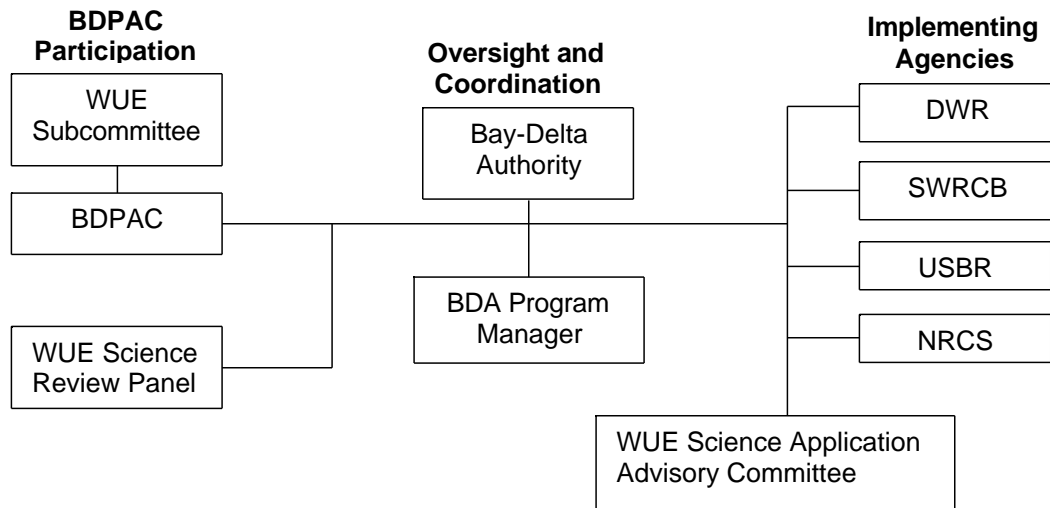 BDPAC
Participation
WUE
Subcommittee
BDPAC
WUE Science
Review Panel
Oversight and
Coordination
Bay-Delta
Authority
BDA Program
Manager
Implementing
Agencies
DWR
SWRCB
USBR
NRCS
WUE Science Application
Advisory Committee